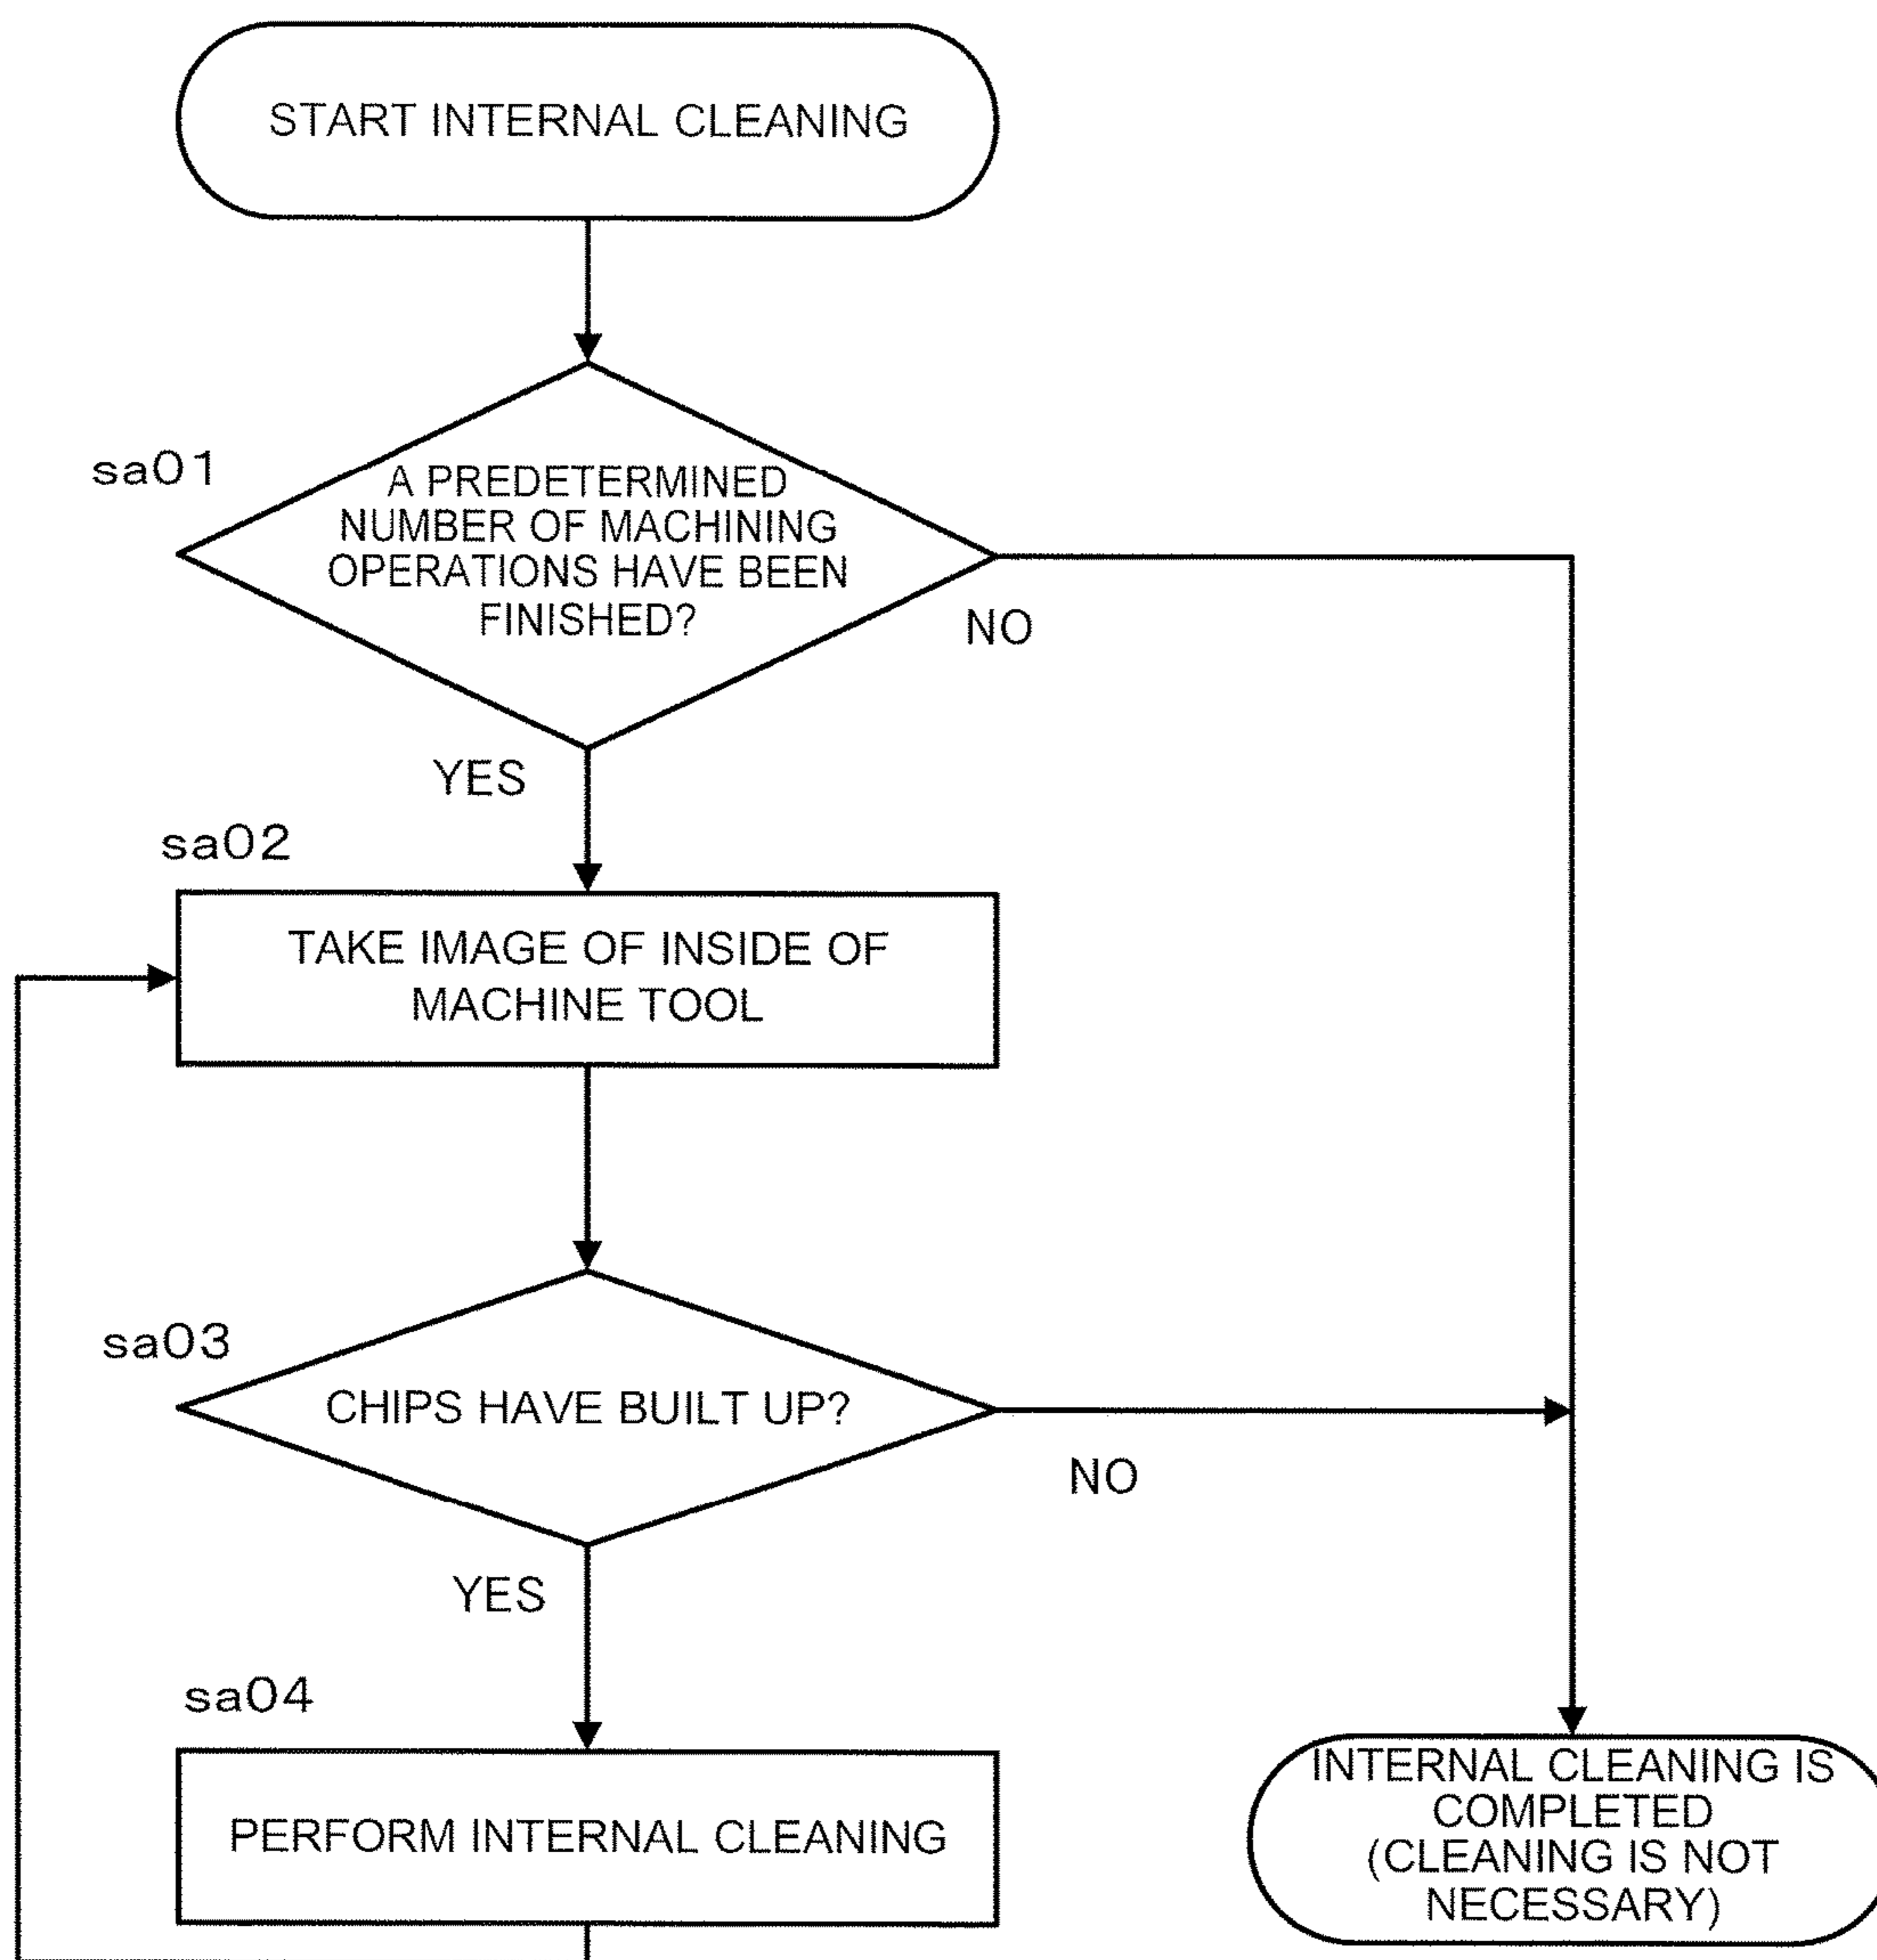 START INTERNAL CLEANING
sa01
A PREDETERMINED
NUMBER OF MACHINING
OPERATIONS HAVE BEEN
FINISHED?
NO
YES
sa02
TAKE IMAGE OF INSIDE OF
MACHINE TOOL
sa03
CHIPS HAVE BUILT UP?
NO
YES
sa04
PERFORM INTERNAL CLEANING
INTERNAL CLEANING IS
COMPLETED
(CLEANING IS NOT
NECESSARY)